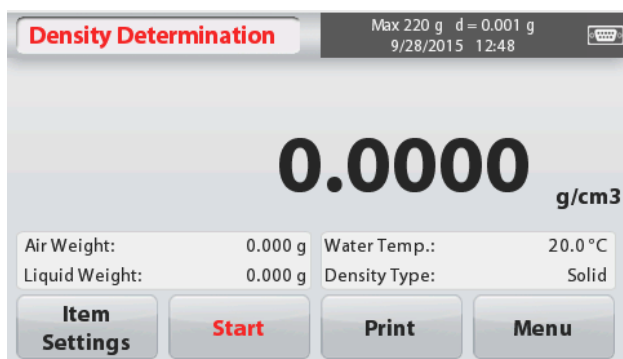 Density Determination
Max 220 g d = 0.001 g
9/28/2015 12:48
0.0000
g/cm3
Air Weight: 0.000 g
Liquid Weight: 0.000 g
Water Temp.: 20.0 °C
Density Type: Solid
Item
Settings
Start
Print
Menu